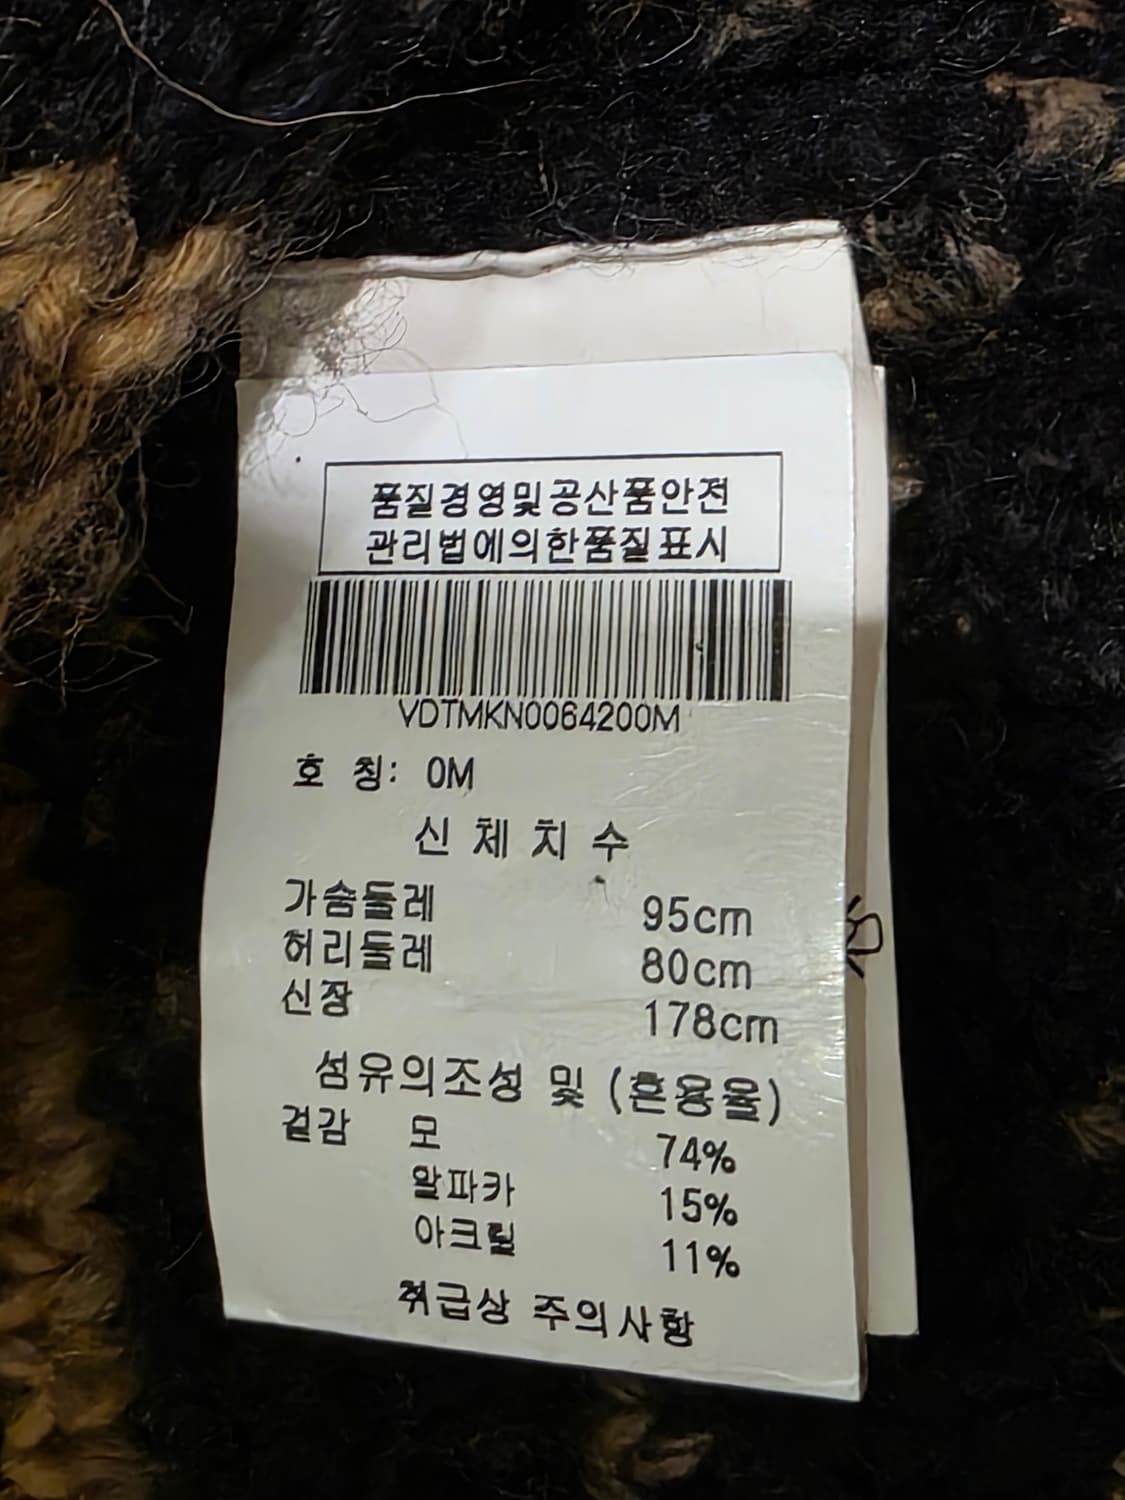 품질경영및공산품안전
관리법에의한품질표시
VDTMKN0064200M
호 칭: 0M
신 체 치 수
가슴둘레 95cm
허리둘레 80cm
신장 178cm
섬유의조성 및 (혼용율)
겉감 모 74%
알파카 15%
아크릴 11%
취급상 주의사항